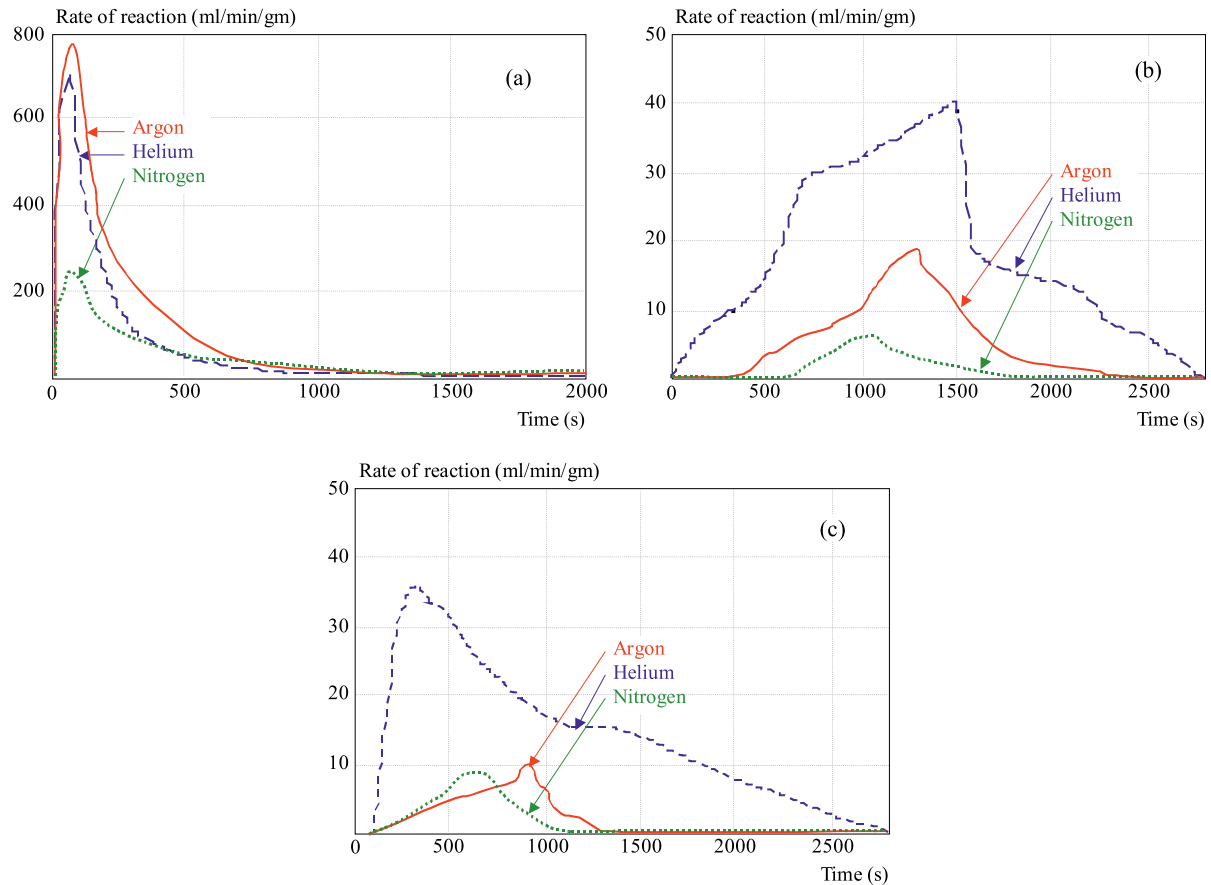 Rate of reaction (ml/min/gm)
800
600
400
200
0
500
1000
1500
2000
Time (s)
(a)
Argon
Helium
Nitrogen
Rate of reaction (ml/min/gm)
50
40
30
20
10
0
500
1000
1500
2000
2500
Time (s)
(b)
Argon
Helium
Nitrogen
Rate of reaction (ml/min/gm)
50
40
30
20
10
0
500
1000
1500
2000
2500
Time (s)
(c)
Argon
Helium
Nitrogen